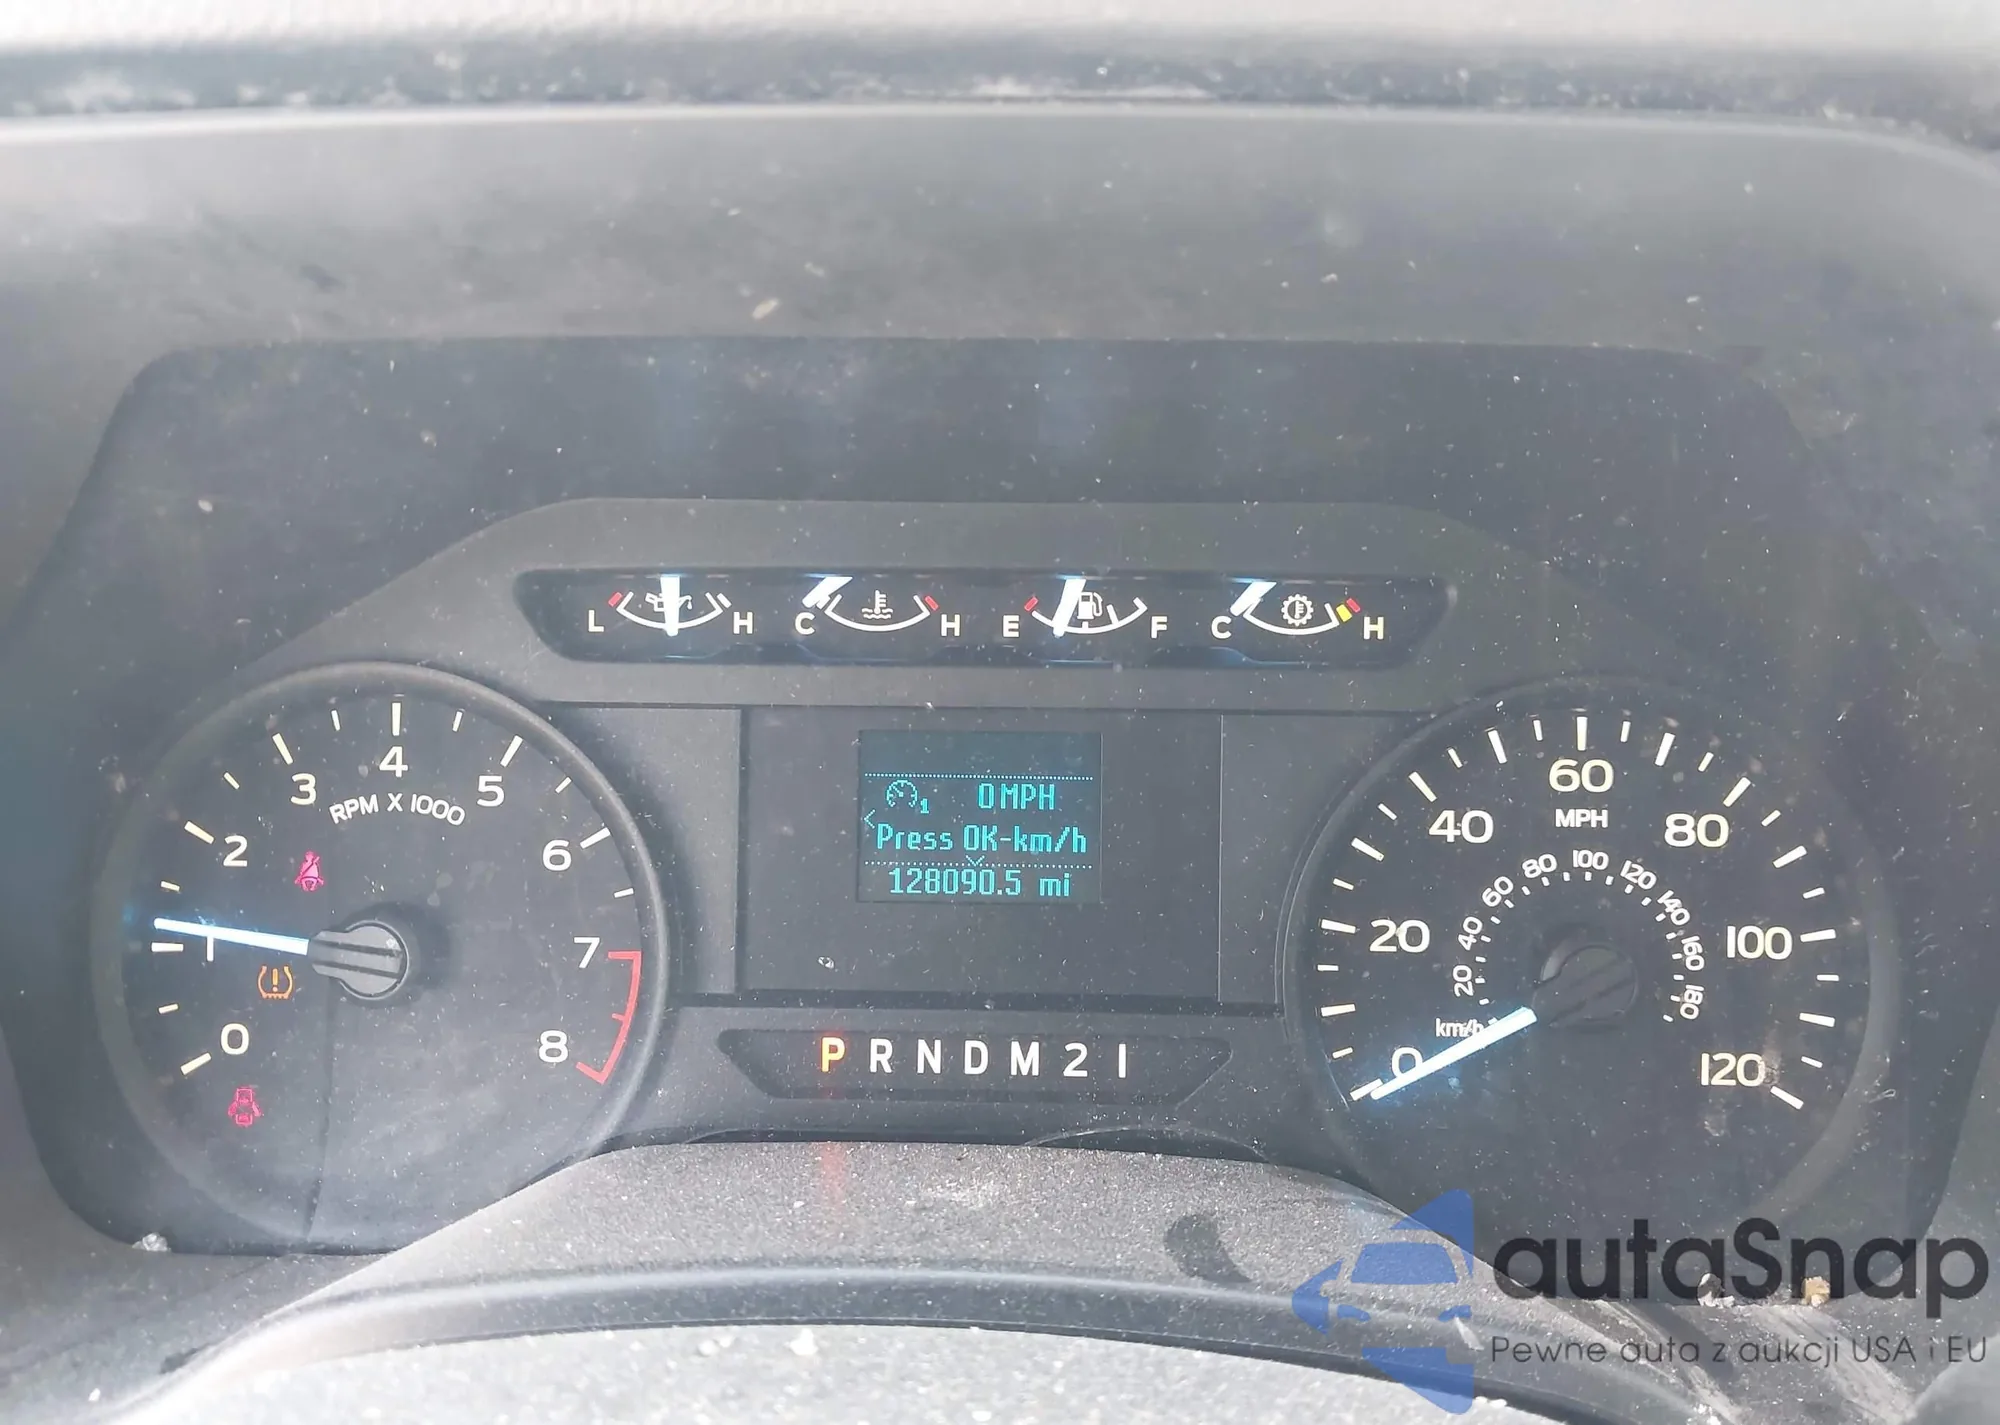 L H C H E F C H
0 1 2 3 4 5 6 7 8
RPM X 1000
0 MPH
1
Press OK-km/h
128090.5 mi
P R N D M 2 1
0 20 40 60 80 100 120
MPH
20 40 60 80 100 120 140 160 180
km/h
autaSnap
Pewne auta z aukcji USA i EU